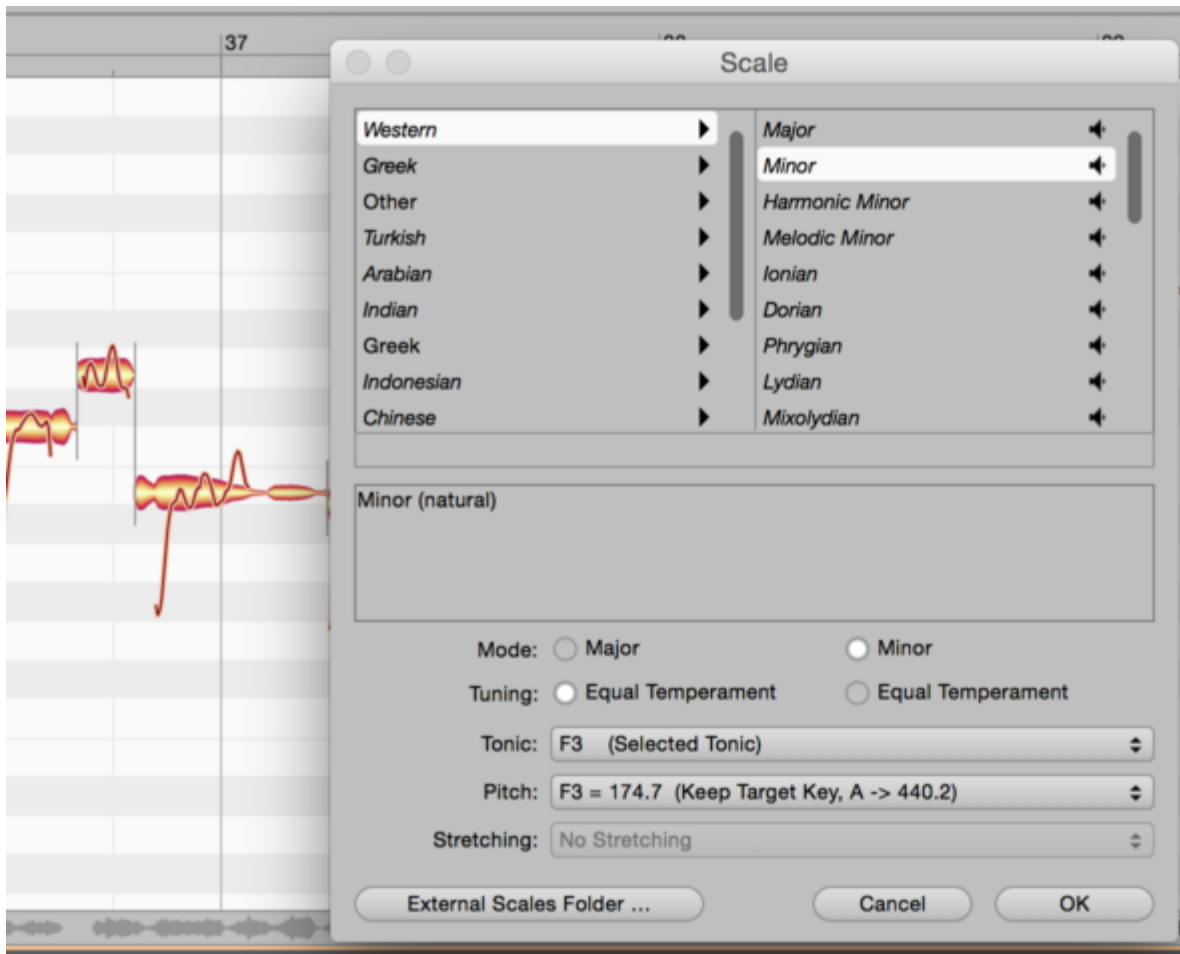 37
Scale
Western
Greek
Other
Turkish
Arabian
Indian
Greek
Indonesian
Chinese
Major
Minor
Harmonic Minor
Melodic Minor
Ionian
Dorian
Phrygian
Lydian
Mixolydian
Minor (natural)
Mode: Major Minor
Tuning: Equal Temperament Equal Temperament
Tonic: F3 (Selected Tonic)
Pitch: F3 = 174.7 (Keep Target Key, A -> 440.2)
Stretching: No Stretching
External Scales Folder ... Cancel OK